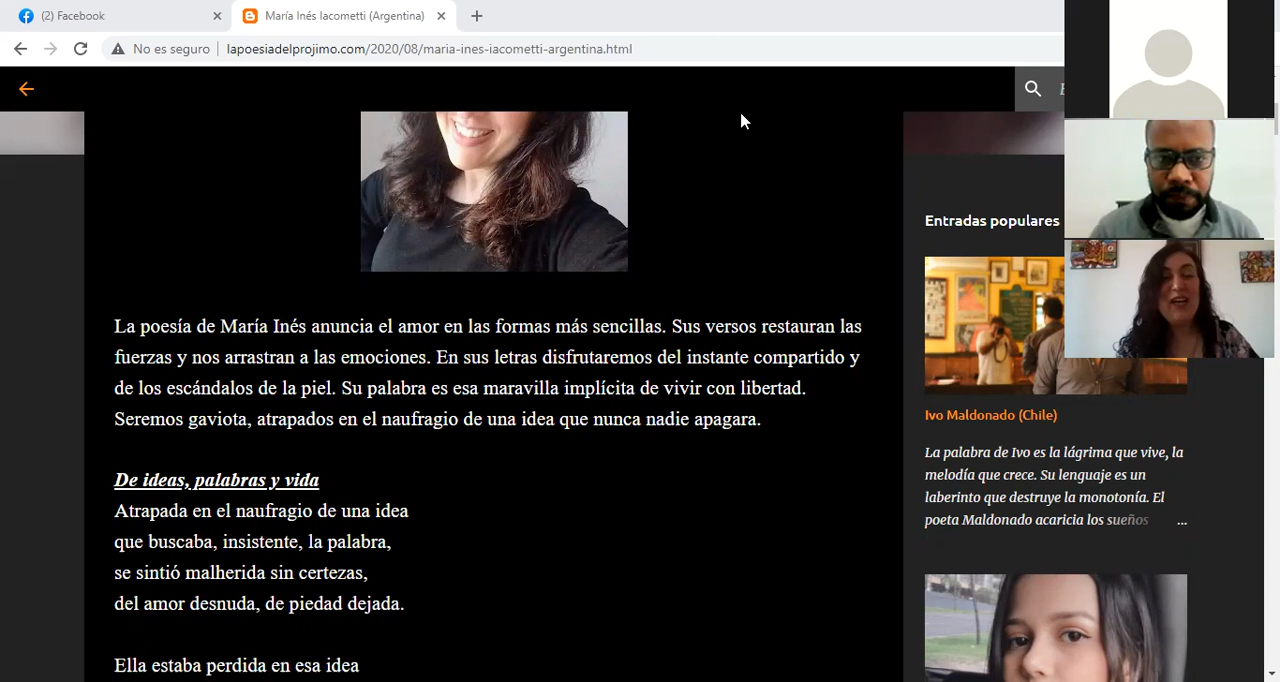 (2) Facebook
María Inés Iacometti (Argentina)
No es seguro
lapoesiadelprojimo.com/2020/08/maria-ines-iacometti-argentina.html
La poesía de María Inés anuncia el amor en las formas más sencillas. Sus versos restauran las
fuerzas y nos arrastran a las emociones. En sus letras disfrutaremos del instante compartido y
de los escándalos de la piel. Su palabra es esa maravilla implícita de vivir con libertad.
Seremos gaviota, atrapados en el naufragio de una idea que nunca nadie apagara.
De ideas, palabras y vida
Atrapada en el naufragio de una idea
que buscaba, insistente, la palabra,
se sintió malherida sin certezas,
del amor desnuda, de piedad dejada.
Ella estaba perdida en esa idea
Entradas populares
Ivo Maldonado (Chile)
La palabra de Ivo es la lágrima que vive, la
melodía que crece. Su lenguaje es un
laberinto que destruye la monotonía. El
poeta Maldonado acaricia los sueños ...